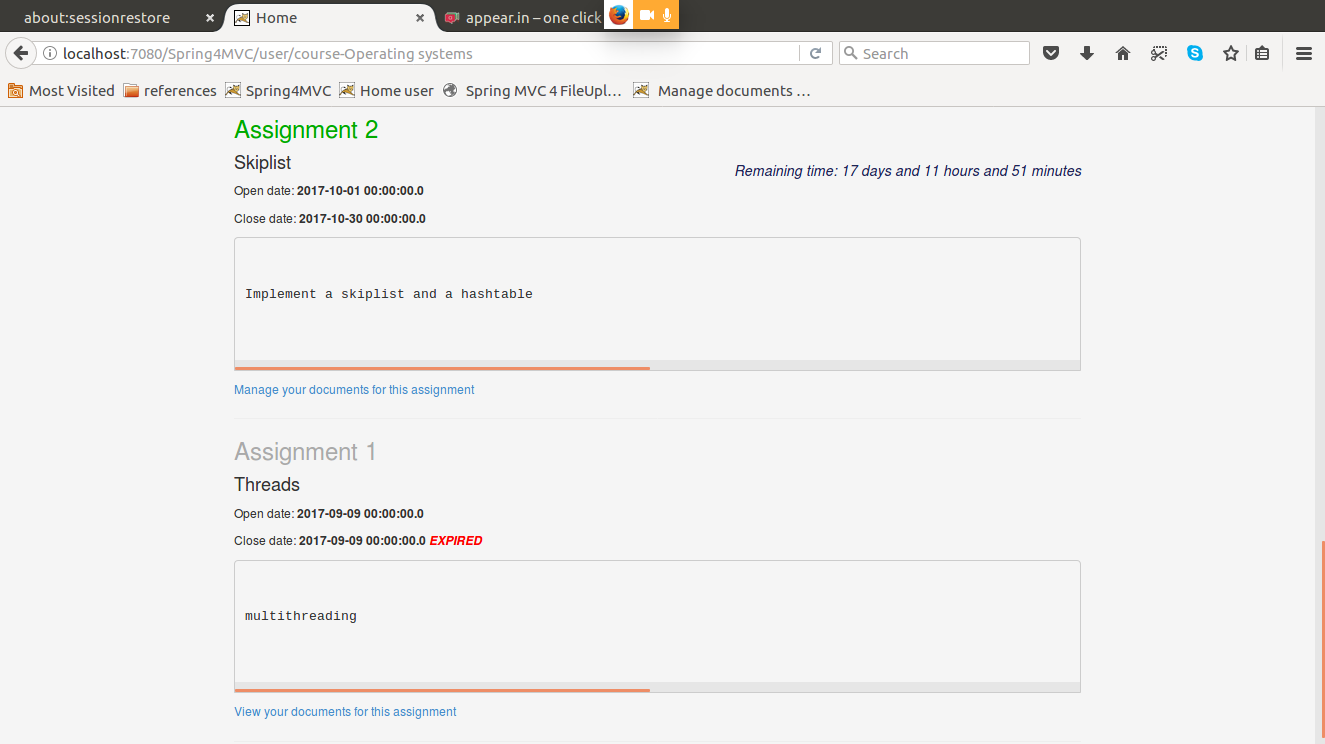 about:sessionrestore
Home
appear.in – one click
localhost:7080/Spring4MVC/user/course-Operating systems
Search
Most Visited
references
Spring4MVC
Home user
Spring MVC 4 FileUpl...
Manage documents ...
Assignment 2
Skiplist
Remaining time: 17 days and 11 hours and 51 minutes
Open date: 2017-10-01 00:00:00.0
Close date: 2017-10-30 00:00:00.0
Implement a skiplist and a hashtable
Manage your documents for this assignment
Assignment 1
Threads
Open date: 2017-09-09 00:00:00.0
Close date: 2017-09-09 00:00:00.0 EXPIRED
multithreading
View your documents for this assignment